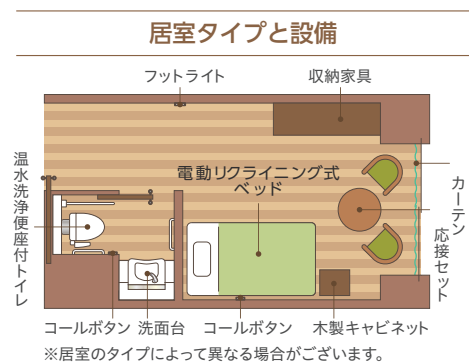 居室タイプと設備
フットライト
収納家具
温水洗浄便座付トイレ
電動リクライニング式
ベッド
カーテン
応接セット
コールボタン
洗面台
コールボタン
木製キャビネット
※居室のタイプによって異なる場合がございます。